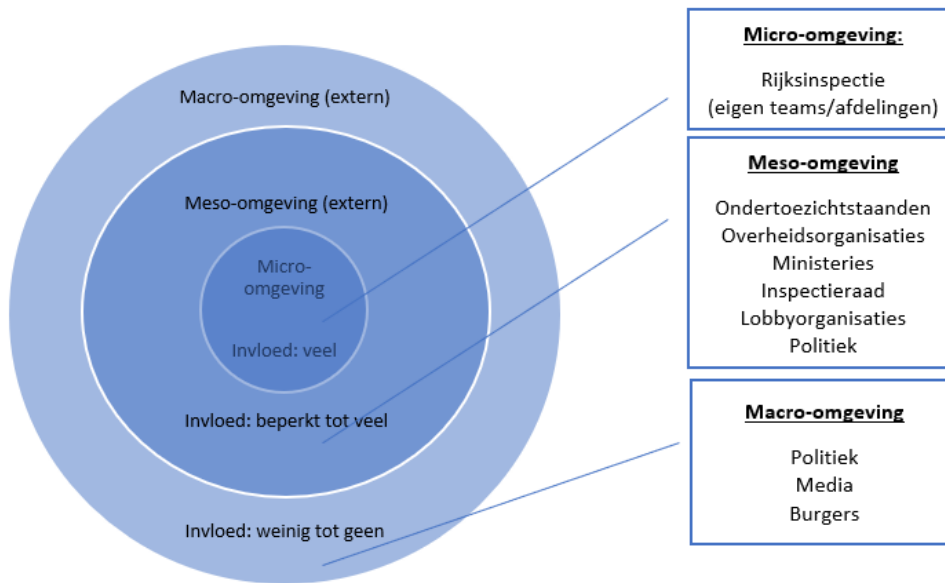 Macro-omgeving (extern)
Meso-omgeving (extern)
Micro-
omgeving
Invloed: veel
Invloed: beperkt tot veel
Invloed: weinig tot geen
Micro-omgeving:
Rijksinspectie
(eigen teams/afdelingen)
Meso-omgeving
Ondertoezichtstaanden
Overheidsorganisaties
Ministeries
Inspectieraad
Lobbyorganisaties
Politiek
Macro-omgeving
Politiek
Media
Burgers